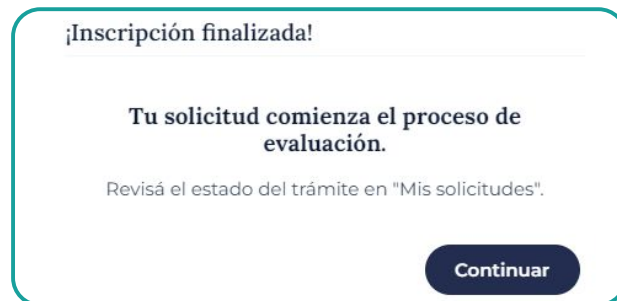 ¡Inscripción finalizada!
Tu solicitud comienza el proceso de
evaluación.
Revisá el estado del trámite en "Mis solicitudes".
Continuar